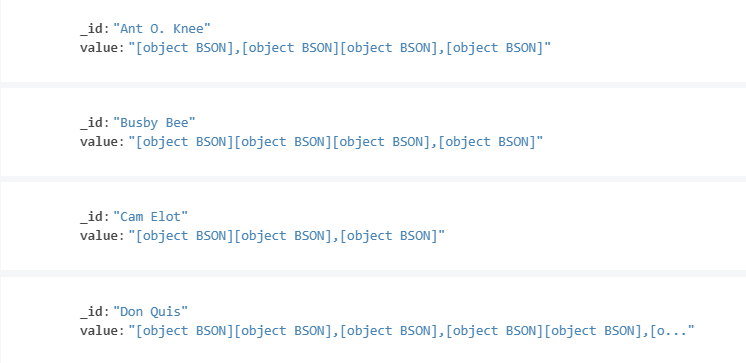 _id: "Ant O. Knee"
value: "[object BSON],[object BSON][object BSON],[object BSON]"
_id: "Busby Bee"
value: "[object BSON][object BSON][object BSON],[object BSON]"
_id: "Cam Elot"
value: "[object BSON][object BSON],[object BSON]"
_id: "Don Quis"
value: "[object BSON][object BSON],[object BSON],[object BSON][object BSON],[o..."